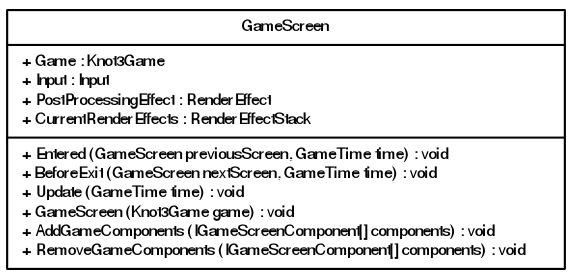 GameScreen
+ Game : Knot3Game
+ Input : Input
+ PostProcessingEffect : RenderEffect
+ CurrentRenderEffects : RenderEffectStack
+ Entered (GameScreen previousScreen, GameTime time) : void
+ BeforeExit (GameScreen nextScreen, GameTime time) : void
+ Update (GameTime time) : void
+ GameScreen (Knot3Game game) : void
+ AddGameComponents (IGameScreenComponent[] components) : void
+ RemoveGameComponents (IGameScreenComponent[] components) : void